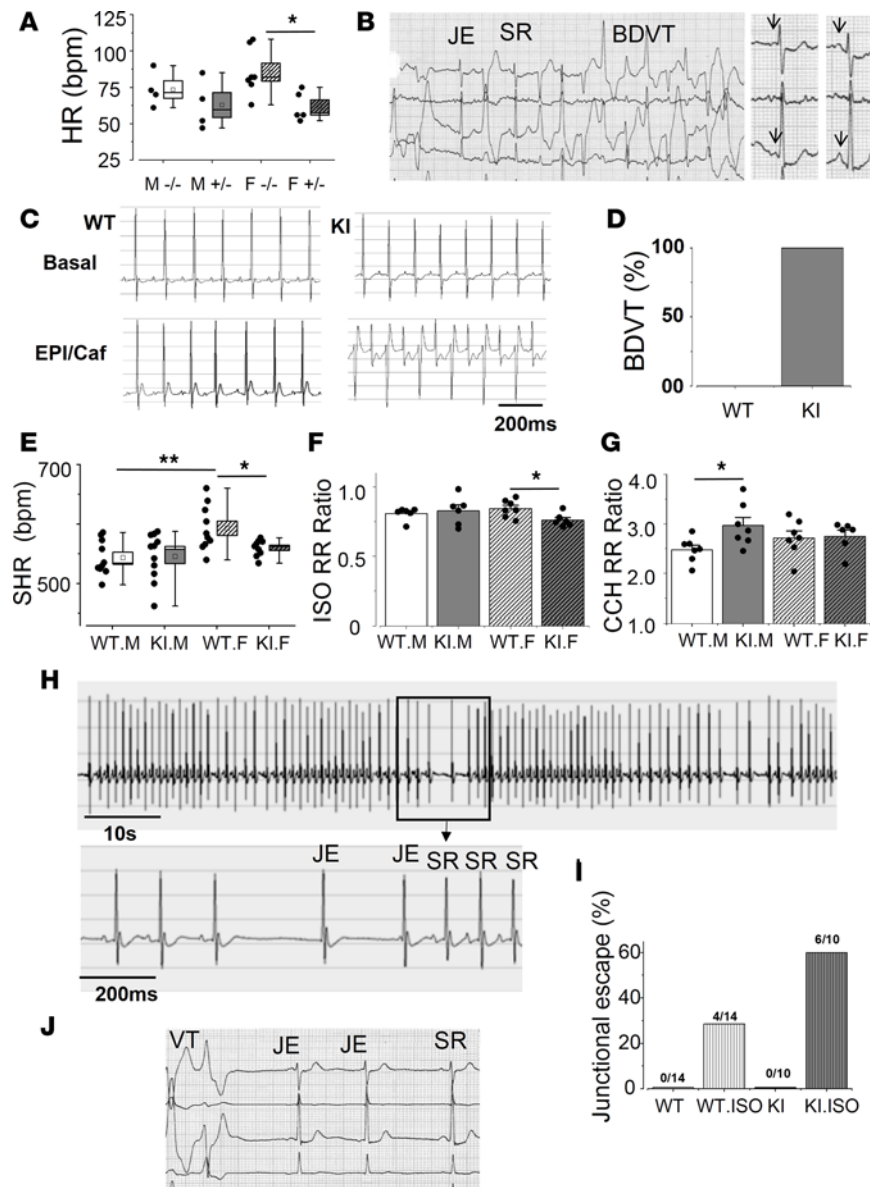 A
HR (bpm)
125
100
75
50
25
*
M -/- M +/- F -/- F +/-
B
JE SR BDVT
C
WT
KI
Basal
EPI/Caf
200ms
D
BDVT (%)
100
50
00
WT KI
E
SHR (bpm)
700
500
** *
WT.M KI.M WT.F KI.F
F
ISO RR Ratio
1.0
0.5
0
*
WT.M KI.M WT.F KI.F
G
CCH RR Ratio
4.0
3.0
2.0
1.0
*
WT.M KI.M WT.F KI.F
H
10s
JE JE SR SR SR
200ms
I
Junctional escape (%)
60
40
20
0
0/14 4/14 0/10 6/10
WT WT.ISO KI KI.ISO
J
VT JE JE SR